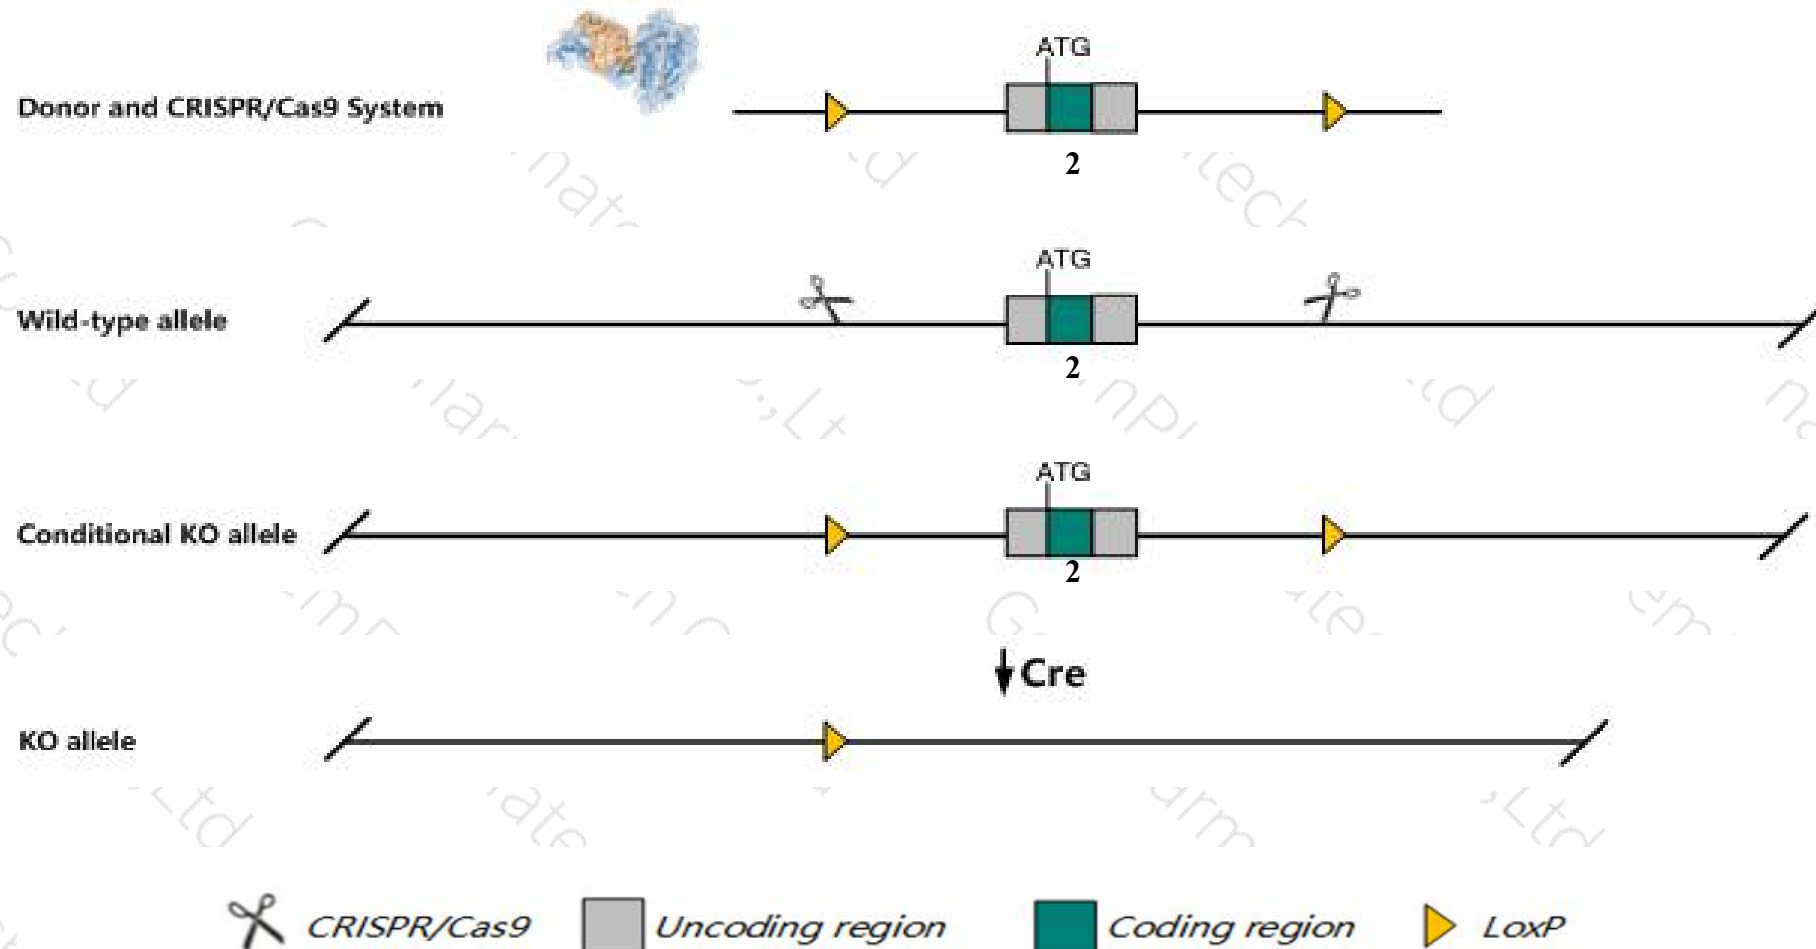 ATG
Donor and CRISPR/Cas9 System
2
ATG
Wild-type allele
2
ATG
Conditional KO allele
2
Cre
KO allele
CRISPR/Cas9
Uncoding region
Coding region
LoxP